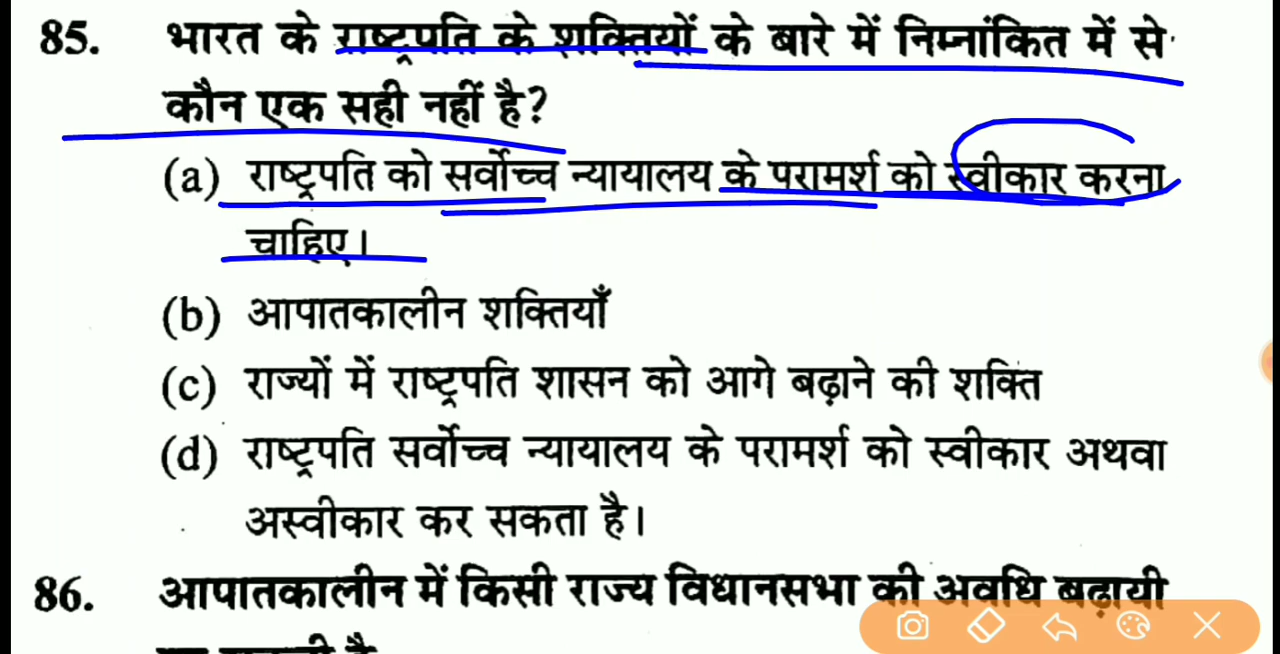 85. भारत के राष्ट्रपति के शक्तियों के बारे में निम्नांकित में से
कौन एक सही नहीं है?
(a) राष्ट्रपति को सर्वोच्च न्यायालय के परामर्श को स्वीकार करना
चाहिए।
(b) आपातकालीन शक्तियाँ
(c) राज्यों में राष्ट्रपति शासन को आगे बढ़ाने की शक्ति
(d) राष्ट्रपति सर्वोच्च न्यायालय के परामर्श को स्वीकार अथवा
अस्वीकार कर सकता है।
86. आपातकालीन में किसी राज्य विधानसभा की अवधि बढ़ायी